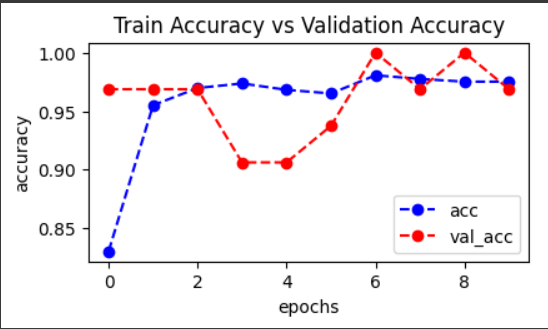 Train Accuracy vs Validation Accuracy
1.00
0.95
0.90
0.85
accuracy
acc
val_acc
0 2 4 6 8
epochs